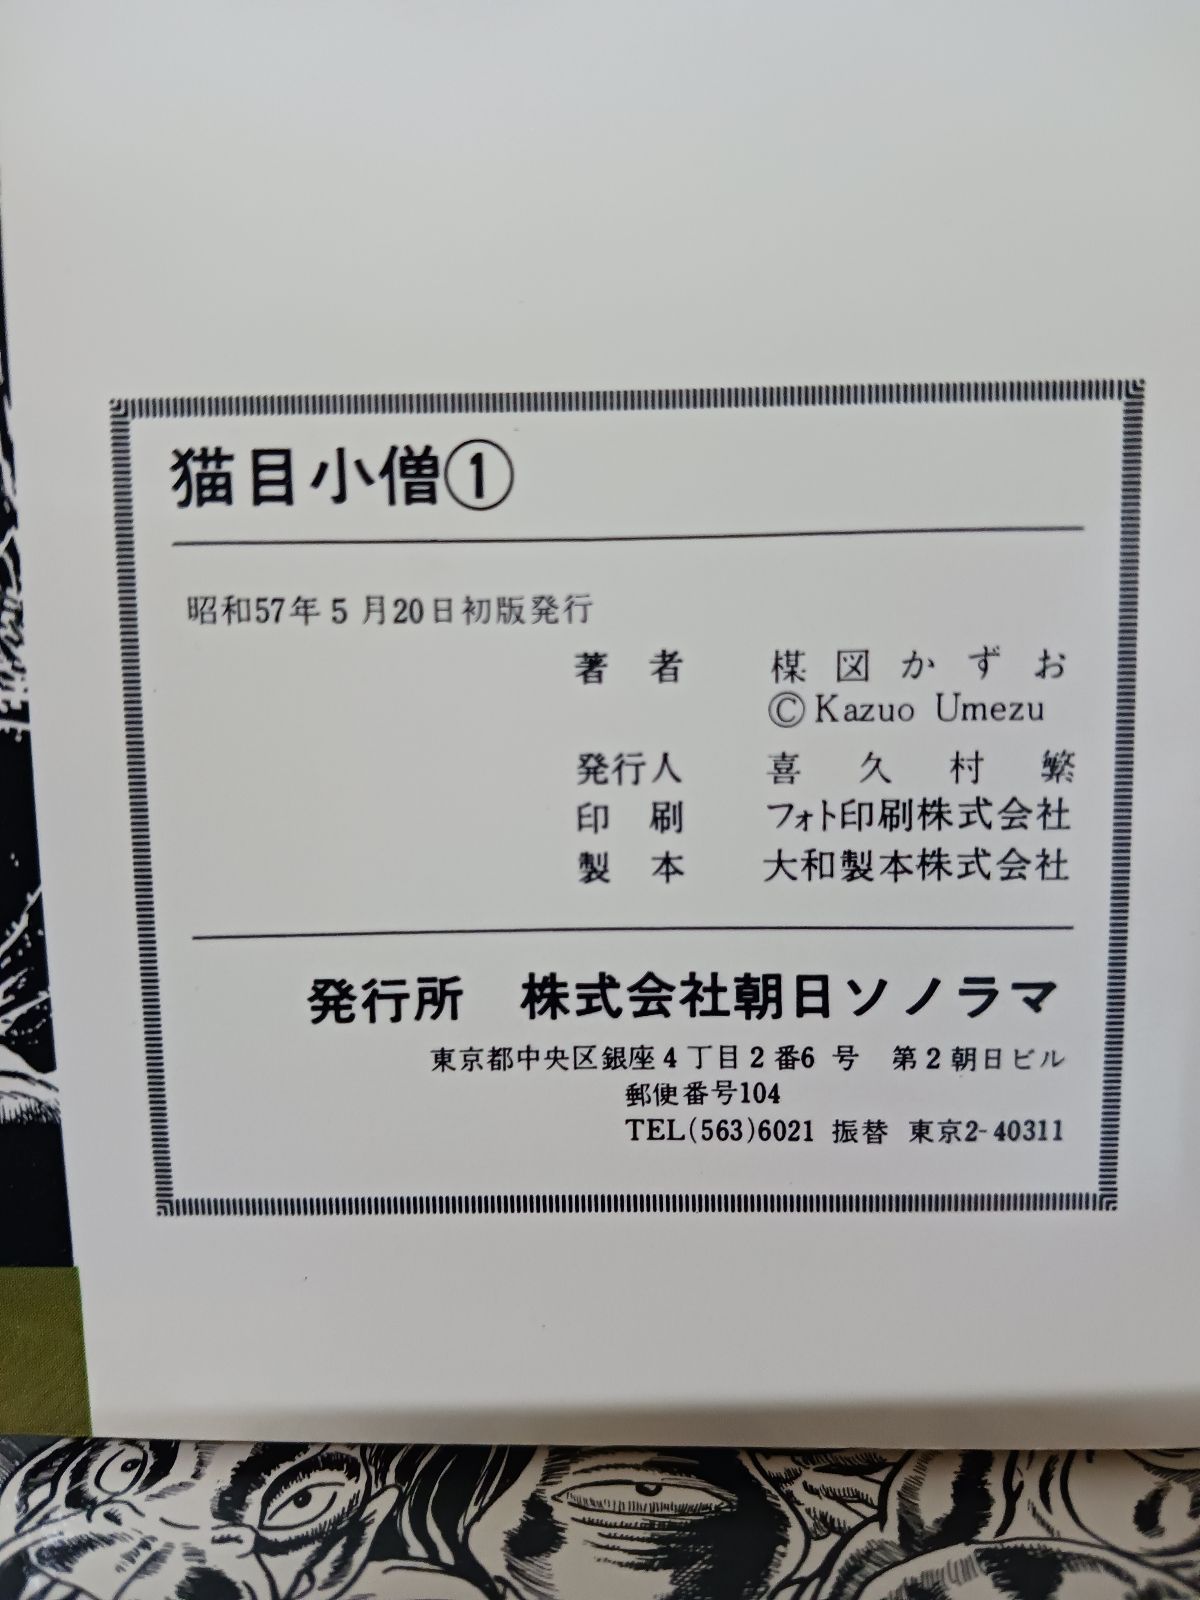 猫目小僧①
昭和57年5月20日初版発行
著者 楳図かずお
©Kazuo Umezu
発行人 喜久村繁
印刷 フォト印刷株式会社
製本 大和製本株式会社
発行所 株式会社朝日ソノラマ
東京都中央区銀座4丁目2番6号 第2朝日ビル
郵便番号104
TEL(563)6021 振替 東京2-40311